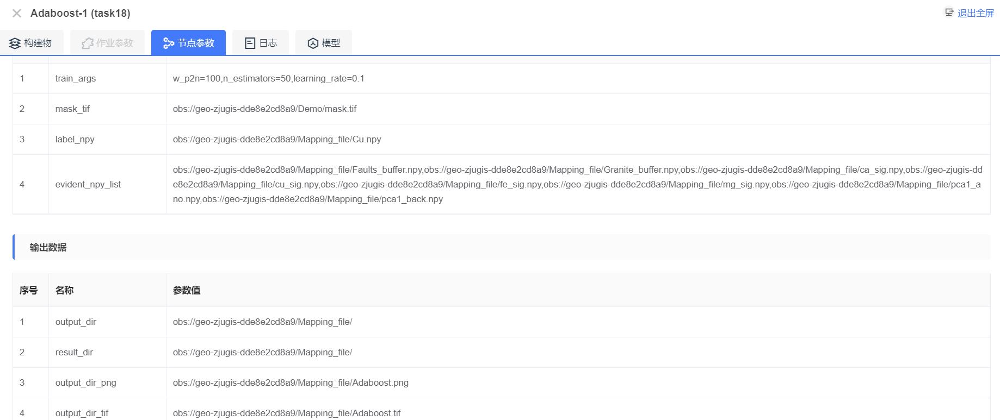 Adaboost-1 (task18)
退出全屏
构建物
作业参数
节点参数
日志
模型
1 train_args w_p2n=100,n_estimators=50,learning_rate=0.1
2 mask_tif obs://geo-zjugis-dde8e2cd8a9/Demo/mask.tif
3 label_npy obs://geo-zjugis-dde8e2cd8a9/Mapping_file/Cu.npy
4 evident_npy_list obs://geo-zjugis-dde8e2cd8a9/Mapping_file/Faults_buffer.npy,obs://geo-zjugis-dde8e2cd8a9/Mapping_file/Granite_buffer.npy,obs://geo-zjugis-dde8e2cd8a9/Mapping_file/ca_sig.npy,obs://geo-zjugis-dd
e8e2cd8a9/Mapping_file/cu_sig.npy,obs://geo-zjugis-dde8e2cd8a9/Mapping_file/fe_sig.npy,obs://geo-zjugis-dde8e2cd8a9/Mapping_file/mg_sig.npy,obs://geo-zjugis-dde8e2cd8a9/Mapping_file/pca1_a
no.npy,obs://geo-zjugis-dde8e2cd8a9/Mapping_file/pca1_back.npy
输出数据
序号 名称 参数值
1 output_dir obs://geo-zjugis-dde8e2cd8a9/Mapping_file/
2 result_dir obs://geo-zjugis-dde8e2cd8a9/Mapping_file/
3 output_dir_png obs://geo-zjugis-dde8e2cd8a9/Mapping_file/Adaboost.png
4 output_dir_tif obs://geo-zjugis-dde8e2cd8a9/Mapping_file/Adaboost.tif